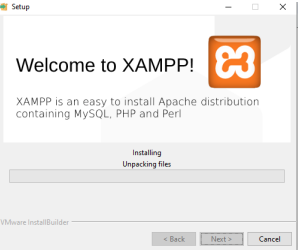 Setup
Welcome to XAMPP!
XAMPP is an easy to install Apache distribution
containing MySQL, PHP and Perl
Installing
Unpacking files
VMware InstallBuilder
< Back Next > Cancel